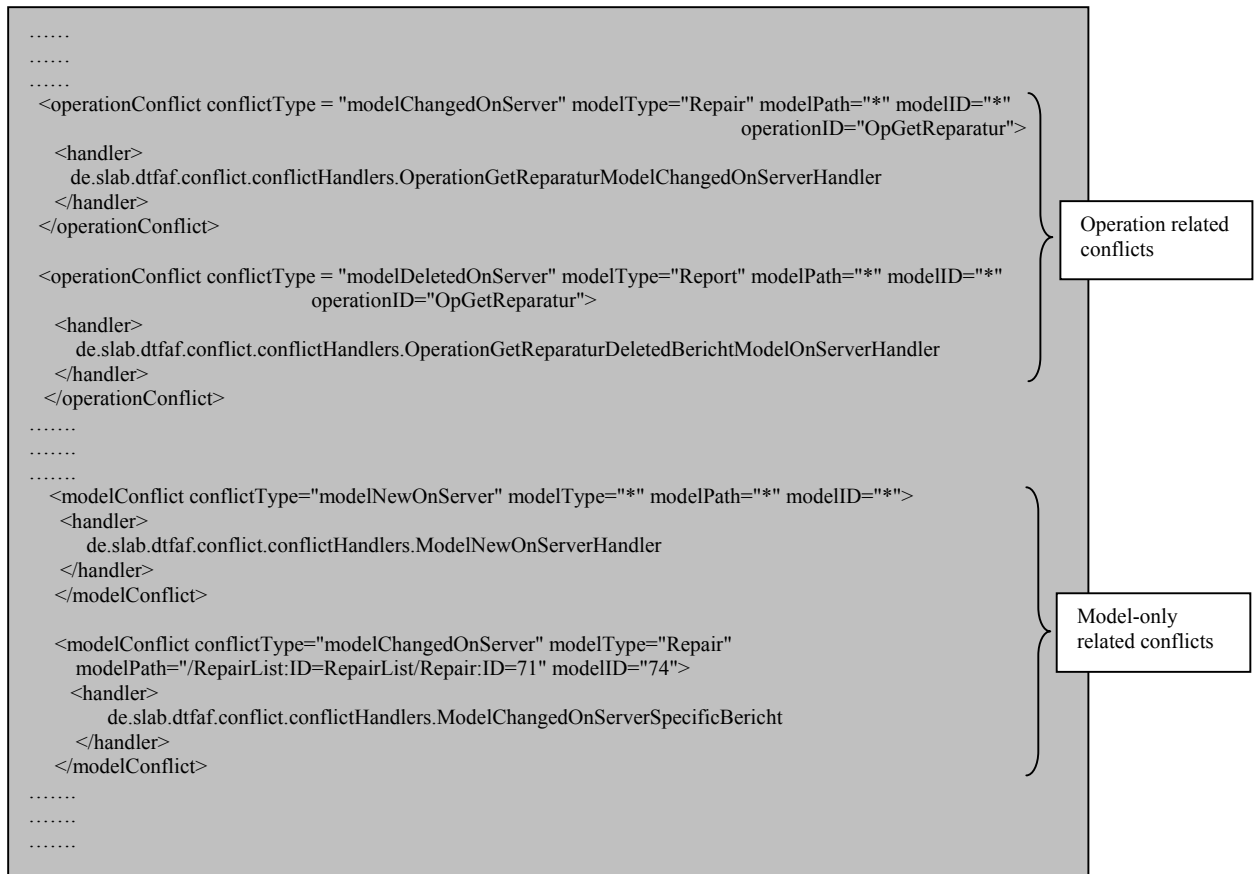 ……
……
……
<operationConflict conflictType = "modelChangedOnServer" modelType="Repair" modelPath="*" modelID="*"
operationID="OpGetReparatur">
<handler>
de.slab.dtfaf.conflict.conflictHandlers.OperationGetReparaturModelChangedOnServerHandler
</handler>
</operationConflict>
Operation related
conflicts
<operationConflict conflictType = "modelDeletedOnServer" modelType="Report" modelPath="*" modelID="*"
operationID="OpGetReparatur">
<handler>
de.slab.dtfaf.conflict.conflictHandlers.OperationGetReparaturDeletedBerichtModelOnServerHandler
</handler>
</operationConflict>
…….
…….
…….
<modelConflict conflictType="modelNewOnServer" modelType="*" modelPath="*" modelID="*">
<handler>
de.slab.dtfaf.conflict.conflictHandlers.ModelNewOnServerHandler
</handler>
</modelConflict>
Model-only
related conflicts
<modelConflict conflictType="modelChangedOnServer" modelType="Repair"
modelPath="/RepairList:ID=RepairList/Repair:ID=71" modelID="74">
<handler>
de.slab.dtfaf.conflict.conflictHandlers.ModelChangedOnServerSpecificBericht
</handler>
</modelConflict>
…….
…….
…….